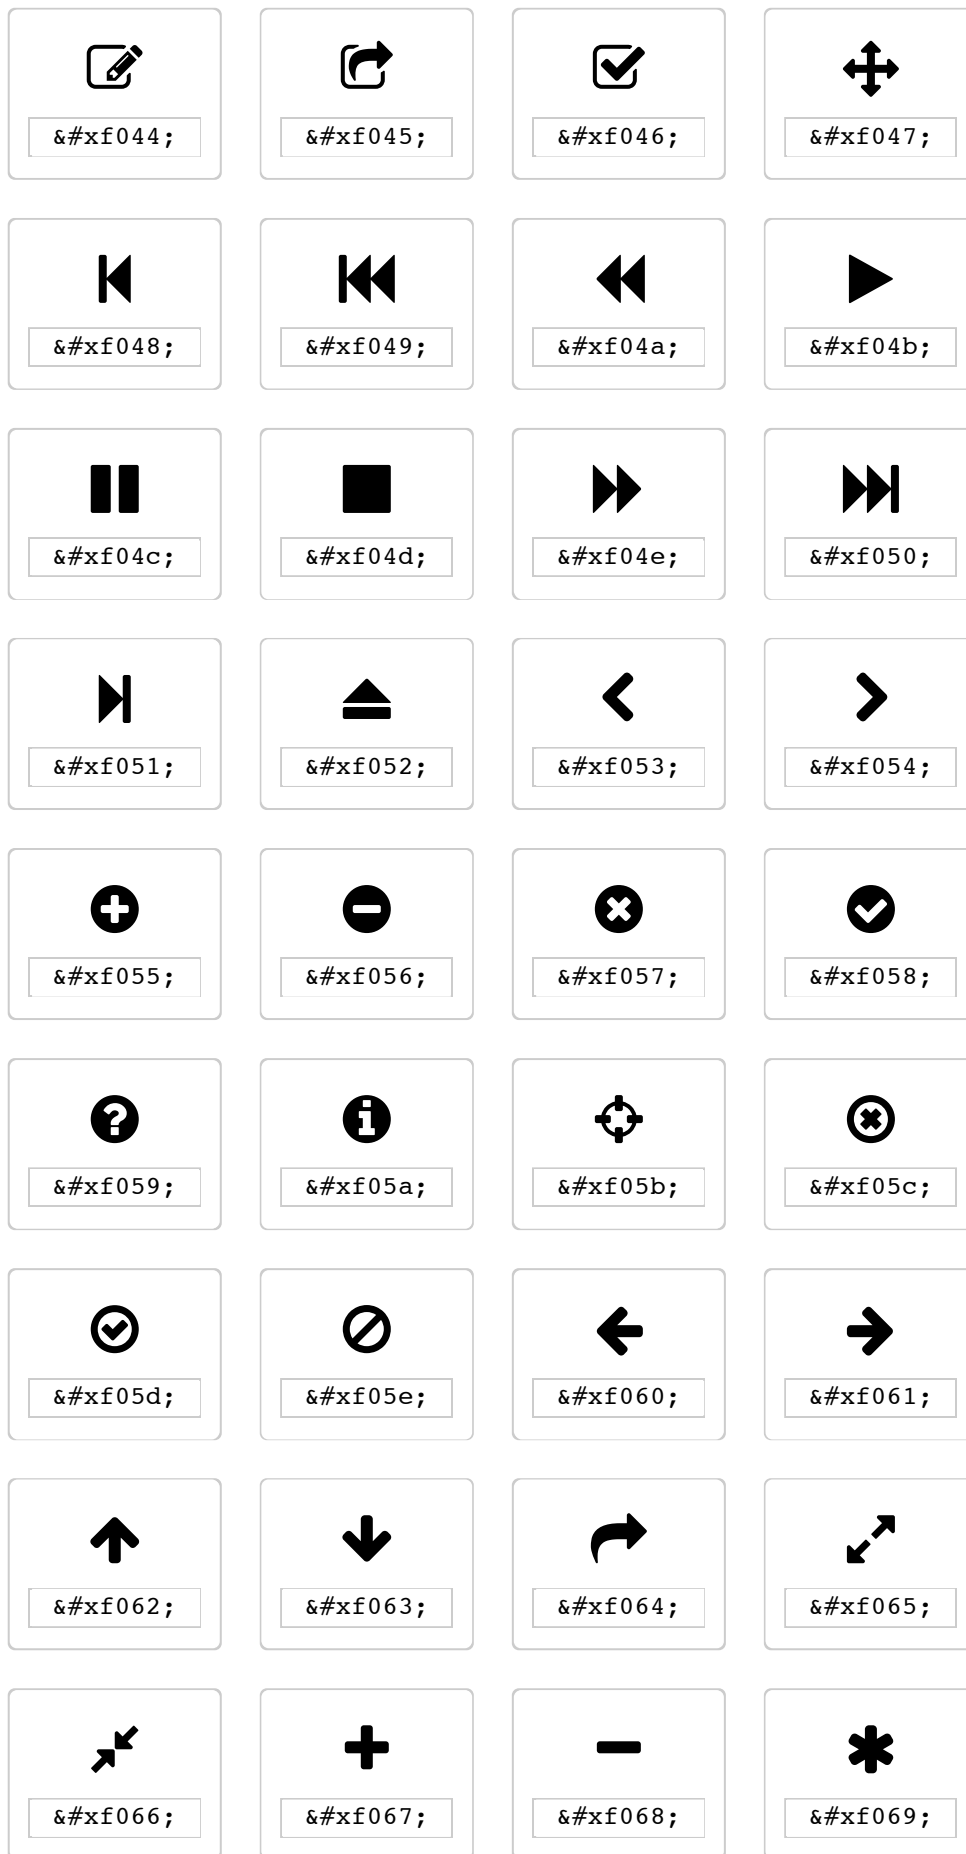 &#xf044; &#xf045; &#xf046; &#xf047;
&#xf048; &#xf049; &#xf04a; &#xf04b;
&#xf04c; &#xf04d; &#xf04e; &#xf050;
&#xf051; &#xf052; &#xf053; &#xf054;
&#xf055; &#xf056; &#xf057; &#xf058;
&#xf059; &#xf05a; &#xf05b; &#xf05c;
&#xf05d; &#xf05e; &#xf060; &#xf061;
&#xf062; &#xf063; &#xf064; &#xf065;
&#xf066; &#xf067; &#xf068; &#xf069;